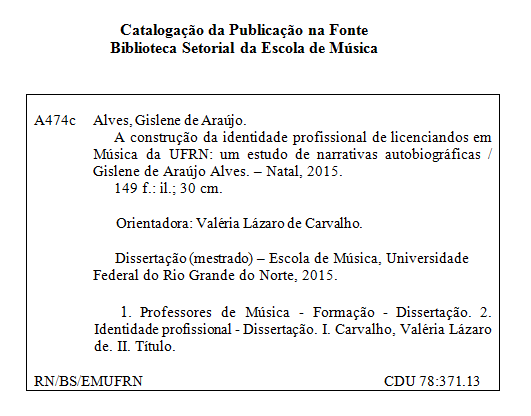 Catalogação da Publicação na Fonte
Biblioteca Setorial da Escola de Música
A474c Alves, Gislene de Araújo.
A construção da identidade profissional de licenciandos em
Música da UFRN: um estudo de narrativas autobiográficas /
Gislene de Araújo Alves. – Natal, 2015.
149 f.: il.; 30 cm.
Orientadora: Valéria Lázaro de Carvalho.
Dissertação (mestrado) – Escola de Música, Universidade
Federal do Rio Grande do Norte, 2015.
1. Professores de Música - Formação - Dissertação. 2.
Identidade profissional - Dissertação. I. Carvalho, Valéria Lázaro
de. II. Título.
RN/BS/EMUFRN CDU 78:371.13